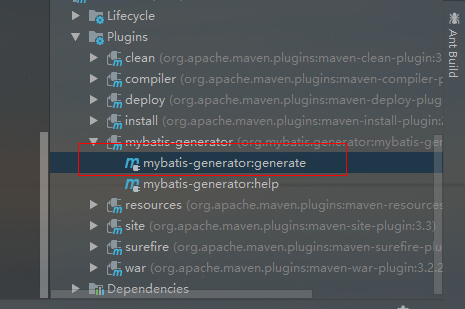 Lifecycle
Plugins
clean (org.apache.maven.plugins:maven-clean-plugin:3
compiler (org.apache.maven.plugins:maven-compiler-p
deploy (org.apache.maven.plugins:maven-deploy-plug
install (org.apache.maven.plugins:maven-install-plugin:2
mybatis-generator (org.mybatis.generator:mybatis-gen
mybatis-generator:generate
mybatis-generator:help
resources (org.apache.maven.plugins:maven-resources
site (org.apache.maven.plugins:maven-site-plugin:3.3)
surefire (org.apache.maven.plugins:maven-surefire-plu
war (org.apache.maven.plugins:maven-war-plugin:3.2.2
Dependencies
Ant Build